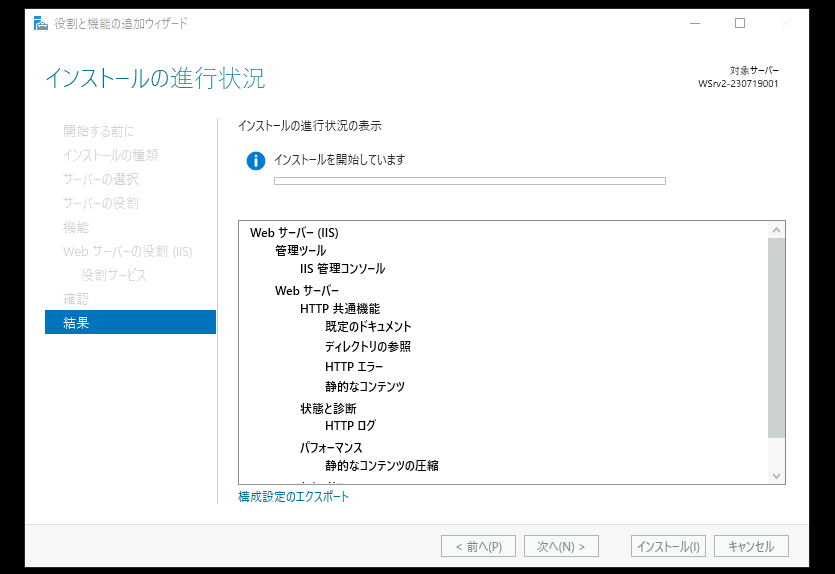 役割と機能の追加ウィザード
インストールの進行状況
対象サーバー
WSrv2-230719001
開始する前に
インストールの種類
サーバーの選択
サーバーの役割
機能
Web サーバーの役割 (IIS)
役割サービス
確認
結果
インストールの進行状況の表示
インストールを開始しています
Web サーバー (IIS)
管理ツール
IIS 管理コンソール
Web サーバー
HTTP 共通機能
既定のドキュメント
ディレクトリの参照
HTTP エラー
静的なコンテンツ
状態と診断
HTTP ログ
パフォーマンス
静的なコンテンツの圧縮
構成設定のエクスポート
< 前へ(P)
次へ(N) >
インストール(I)
キャンセル